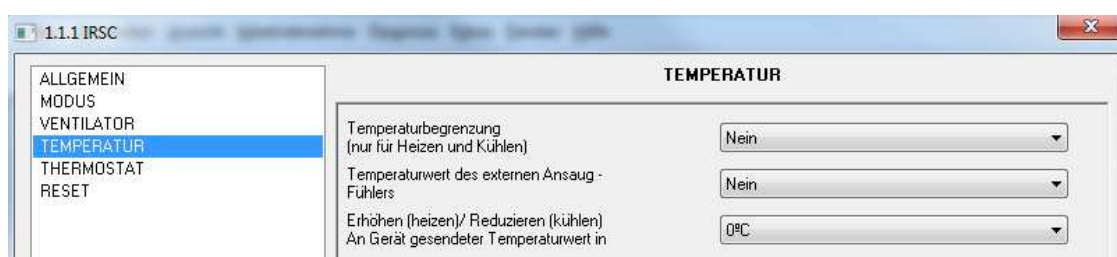 1.1.1 IRSC
ALLGEMEIN
MODUS
VENTILATOR
TEMPERATUR
THERMOSTAT
RESET
TEMPERATUR
Temperaturbegrenzung
(nur für Heizen und Kühlen)
Nein
Temperaturwert des externen Ansaug -
Fühlers
Nein
Erhöhen (heizen)/ Reduzieren (kühlen)
An Gerät gesendeter Temperaturwert in
0ºC